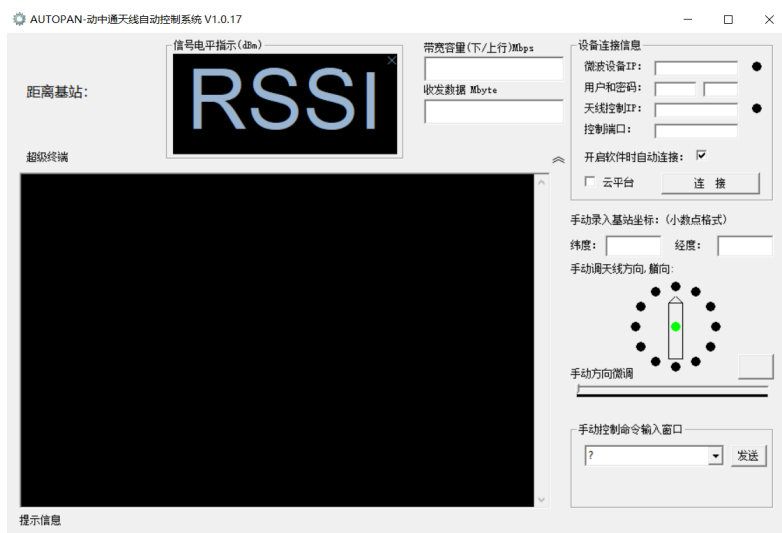 AUTOPAN-动中通天线自动控制系统 V1.0.17
信号电平指示(dBm)
RSSI
距离基站:
带宽容量(下/上行)Mbps
收发数据 Mbyte
设备连接信息
微波设备IP:
用户和密码:
天线控制IP:
控制端口:
开启软件时自动连接:
云平台
连 接
超级终端
手动录入基站坐标:(小数点格式)
纬度: 经度:
手动调天线方向,艏向:
手动方向微调
手动控制命令输入窗口
? 发送
提示信息